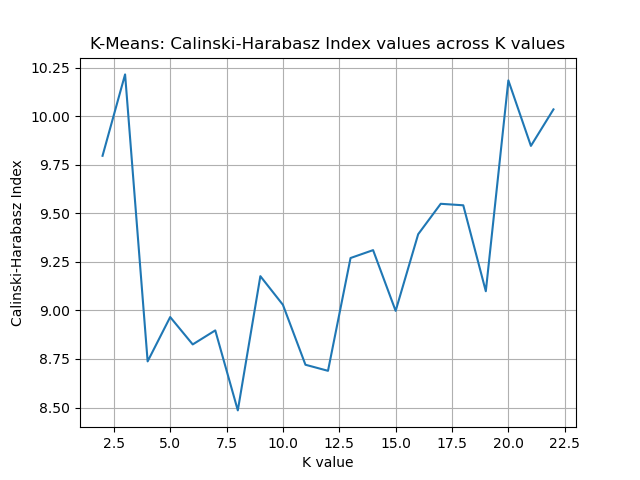 K-Means: Calinski-Harabasz Index values across K values
10.25
10.00
9.75
9.50
9.25
9.00
8.75
8.50
Calinski-Harabasz Index
2.5 5.0 7.5 10.0 12.5 15.0 17.5 20.0 22.5
K value